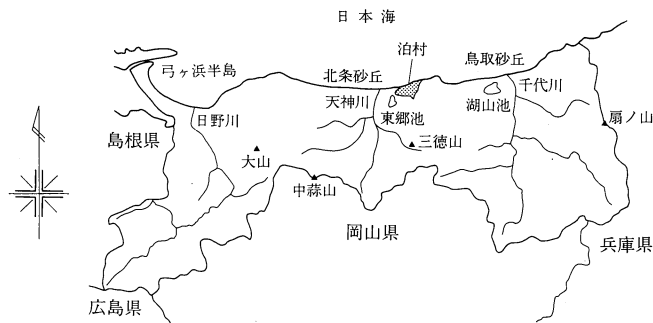 日本海
弓ヶ浜半島
北条砂丘
泊村
鳥取砂丘
日野川
天神川
東郷池
湖山池
千代川
島根県
大山
三徳山
扇ノ山
中蒜山
岡山県
兵庫県
広島県